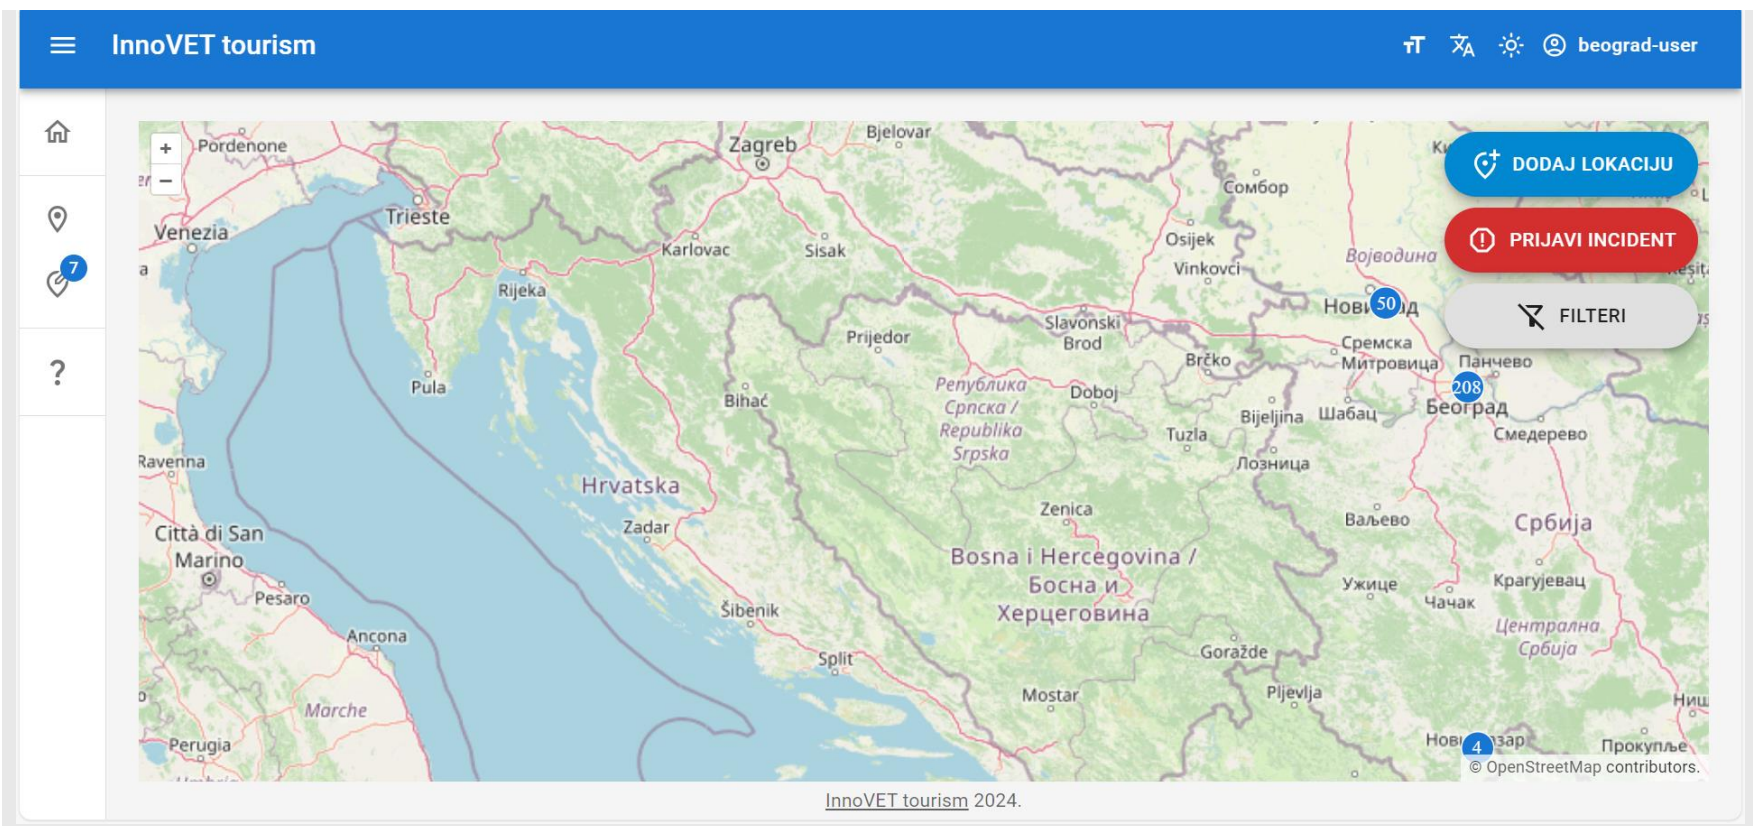 InnoVET tourism
beograd-user
DODAJ LOKACIJU
PRIJAVI INCIDENT
FILTERI
7
?
+
−
Pordenone
Zagreb
Bjelovar
Сомбор
Trieste
Venezia
Karlovac
Sisak
Osijek
Vinkovci
Војводина
Rijeka
50
Prijedor
Slavonski
Brod
Сремска
Митровица
Brčko
Панчево
Pula
Bihać
Република
Српска /
Republika
Srpska
Doboj
208
Београд
Bijeljina
Шабац
Tuzla
Смедерево
Ravenna
Лозница
Hrvatska
Zadar
Zenica
Ваљево
Србија
Città di San
Marino
Bosna i Hercegovina /
Босна и
Херцеговина
Ужице
Крагујевац
Чачак
Pesaro
Šibenik
Централна
Србија
Ancona
Split
Goražde
Mostar
Pljevlja
Marche
Perugia
4
Прокупље
© OpenStreetMap contributors.
InnoVET tourism 2024.